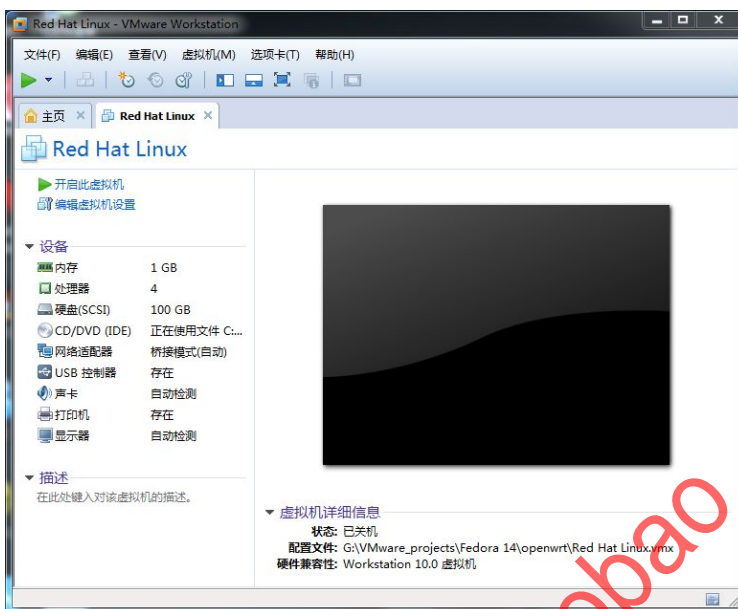 Red Hat Linux - VMware Workstation
文件(F) 编辑(E) 查看(V) 虚拟机(M) 选项卡(T) 帮助(H)
主页 Red Hat Linux
Red Hat Linux
开启此虚拟机
编辑虚拟机设置
设备
内存 1 GB
处理器 4
硬盘(SCSI) 100 GB
CD/DVD (IDE) 正在使用文件 C:...
网络适配器 桥接模式(自动)
USB 控制器 存在
声卡 自动检测
打印机 存在
显示器 自动检测
描述
在此处键入对该虚拟机的描述。
虚拟机详细信息
状态: 已关机
配置文件: G:\VMware_projects\Fedora 14\openwrt\Red Hat Linux.vmx
硬件兼容性: Workstation 10.0 虚拟机
obao